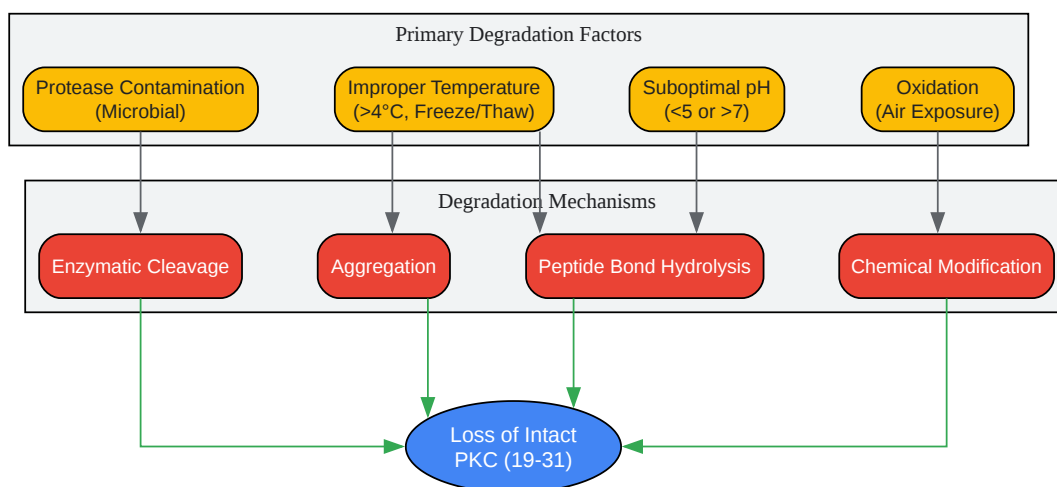 Primary Degradation Factors
Protease Contamination
(Microbial)
Improper Temperature
(>4°C, Freeze/Thaw)
Suboptimal pH
(<5 or >7)
Oxidation
(Air Exposure)
Degradation Mechanisms
Enzymatic Cleavage
Aggregation
Peptide Bond Hydrolysis
Chemical Modification
Loss of Intact
PKC (19-31)